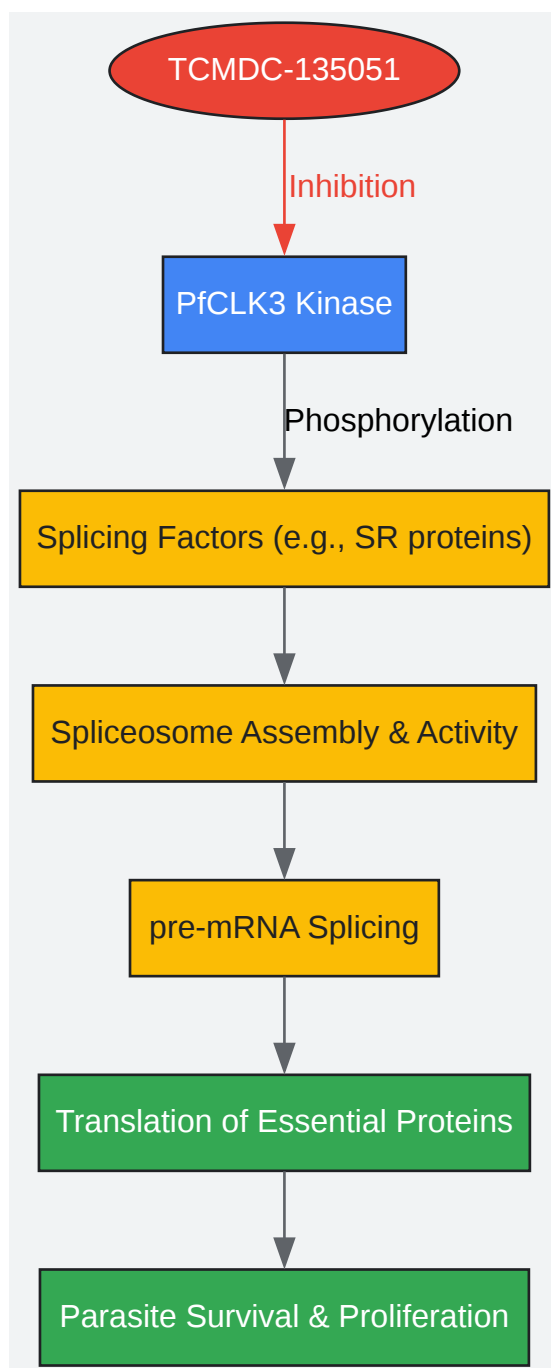 TCMDC-135051
Inhibition
PfCLK3 Kinase
Phosphorylation
Splicing Factors (e.g., SR proteins)
Spliceosome Assembly & Activity
pre-mRNA Splicing
Translation of Essential Proteins
Parasite Survival & Proliferation